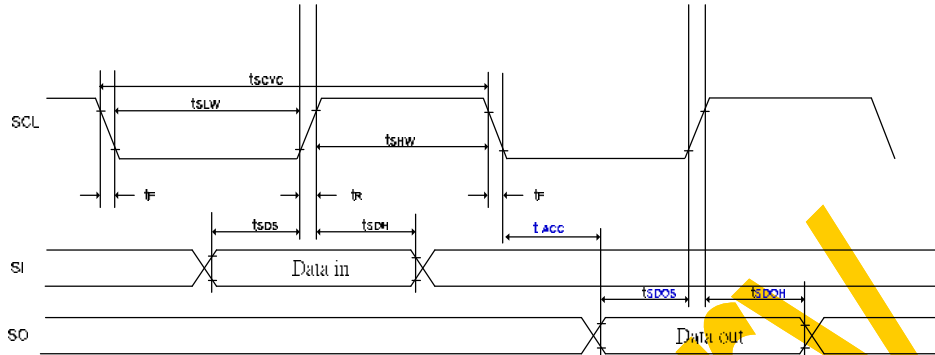 tSCYC
tSLW
SCL
tSHW
tF
tR
tF
tSDS
tSDH
tACC
SI
Data in
tSDOS
tSDOH
SO
Data out